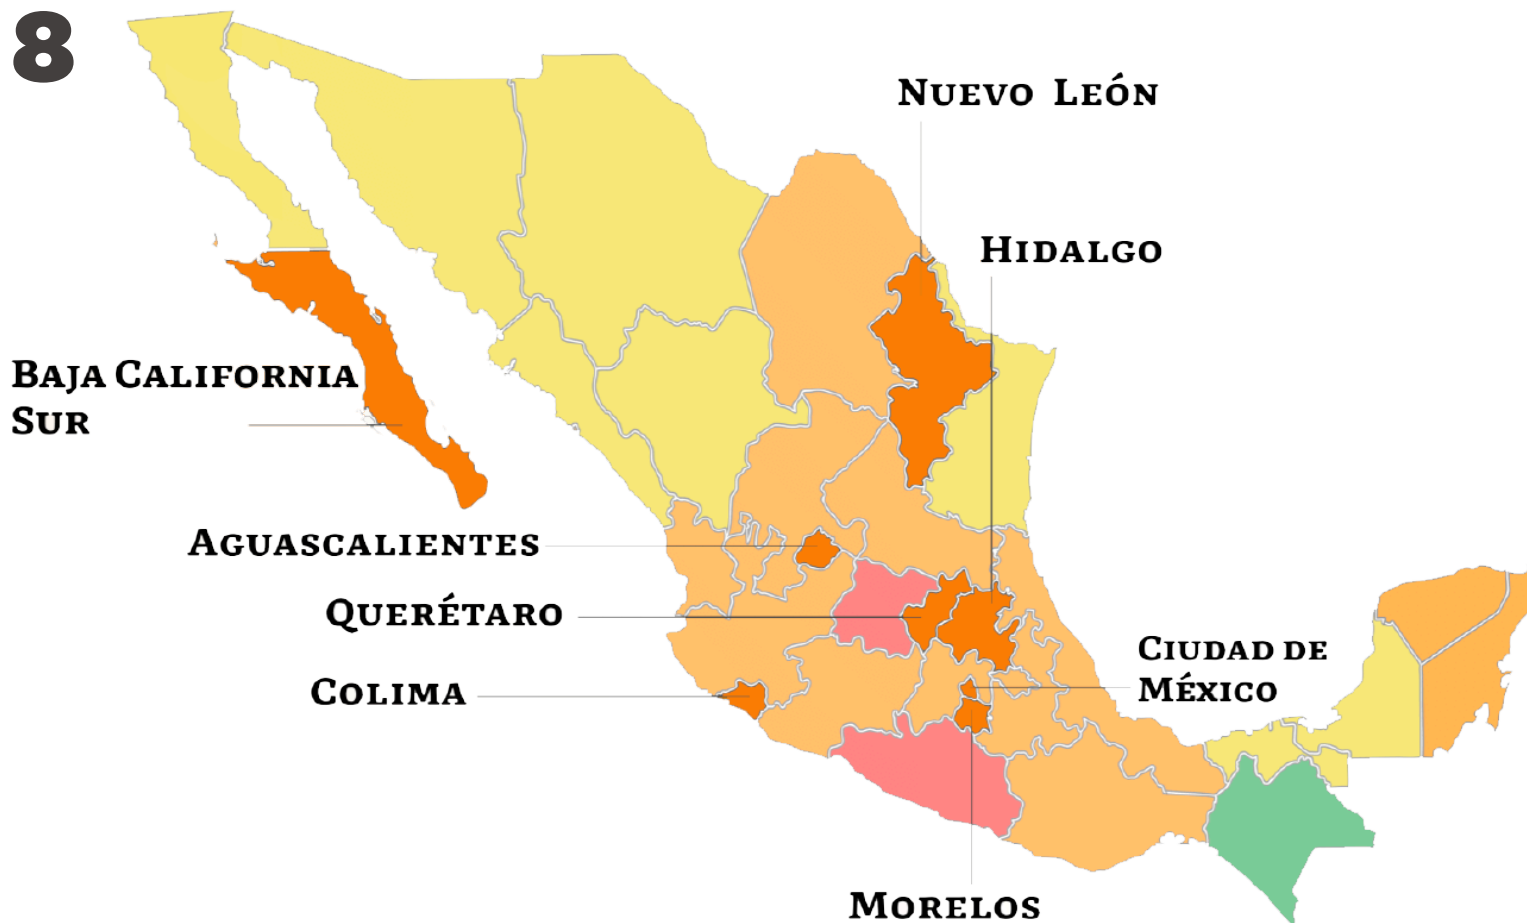 8
NUEVO LEÓN
HIDALGO
BAJA CALIFORNIA
SUR
AGUASCALIENTES
QUERÉTARO
CIUDAD DE
MÉXICO
COLIMA
MORELOS